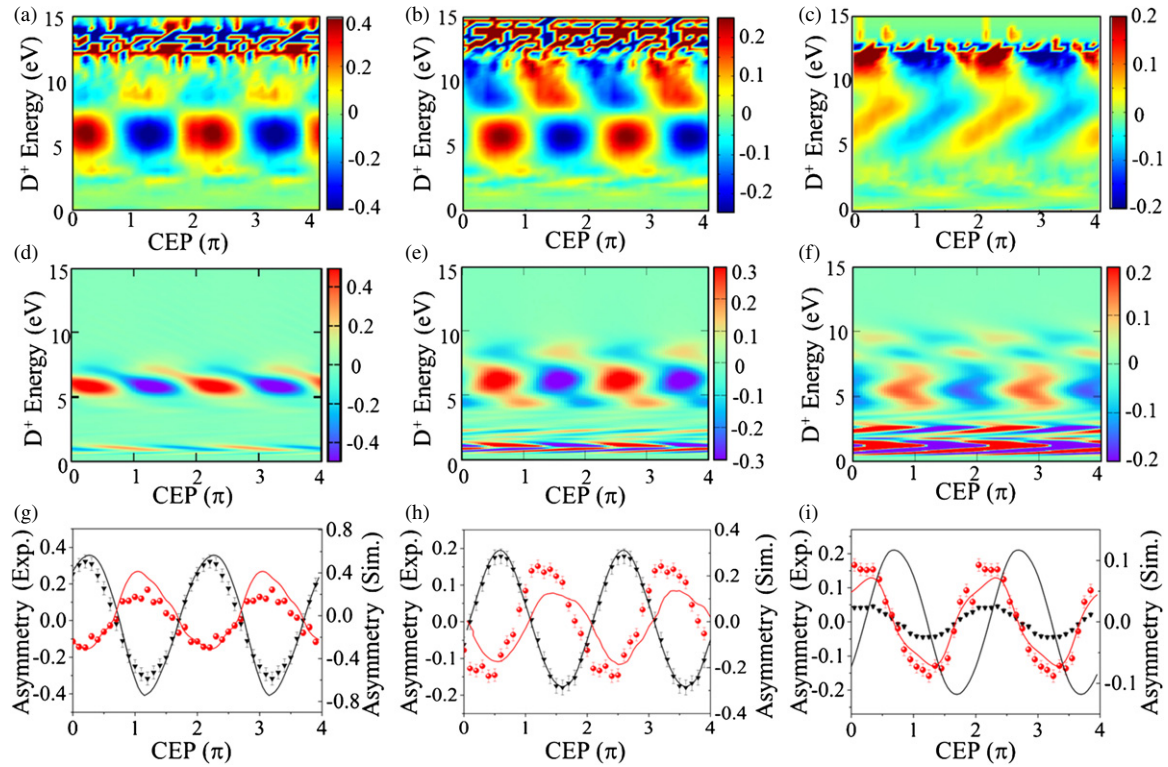 (a)
D⁺ Energy (eV)
15
10
5
0
0 1 2 3 4
CEP (π)
0.4
0.2
0
-0.2
-0.4
(b)
D⁺ Energy (eV)
15
10
5
0
0 1 2 3 4
CEP (π)
0.2
0.1
0
-0.1
-0.2
(c)
D⁺ Energy (eV)
15
10
5
0
0 1 2 3 4
CEP (π)
0.2
0.1
0
-0.1
-0.2
(d)
D⁺ Energy (eV)
15
10
5
0
0 1 2 3 4
CEP (π)
0.4
0.2
0
-0.2
-0.4
(e)
D⁺ Energy (eV)
15
10
5
0
0 1 2 3 4
CEP (π)
0.3
0.2
0.1
0
-0.1
-0.2
-0.3
(f)
D⁺ Energy (eV)
15
10
5
0
0 1 2 3 4
CEP (π)
0.2
0.1
0
-0.1
-0.2
(g)
Asymmetry (Exp.)
0.4
0.2
0.0
-0.2
-0.4
0 1 2 3 4
CEP (π)
0.8
0.4
0.0
-0.4
-0.8
Asymmetry (Sim.)
(h)
Asymmetry (Exp.)
0.2
0.1
0.0
-0.1
-0.2
0 1 2 3 4
CEP (π)
0.4
0.2
0.0
-0.2
-0.4
Asymmetry (Sim.)
(i)
Asymmetry (Exp.)
0.2
0.1
0.0
-0.1
-0.2
0 1 2 3 4
CEP (π)
0.1
0.0
-0.1
Asymmetry (Sim.)